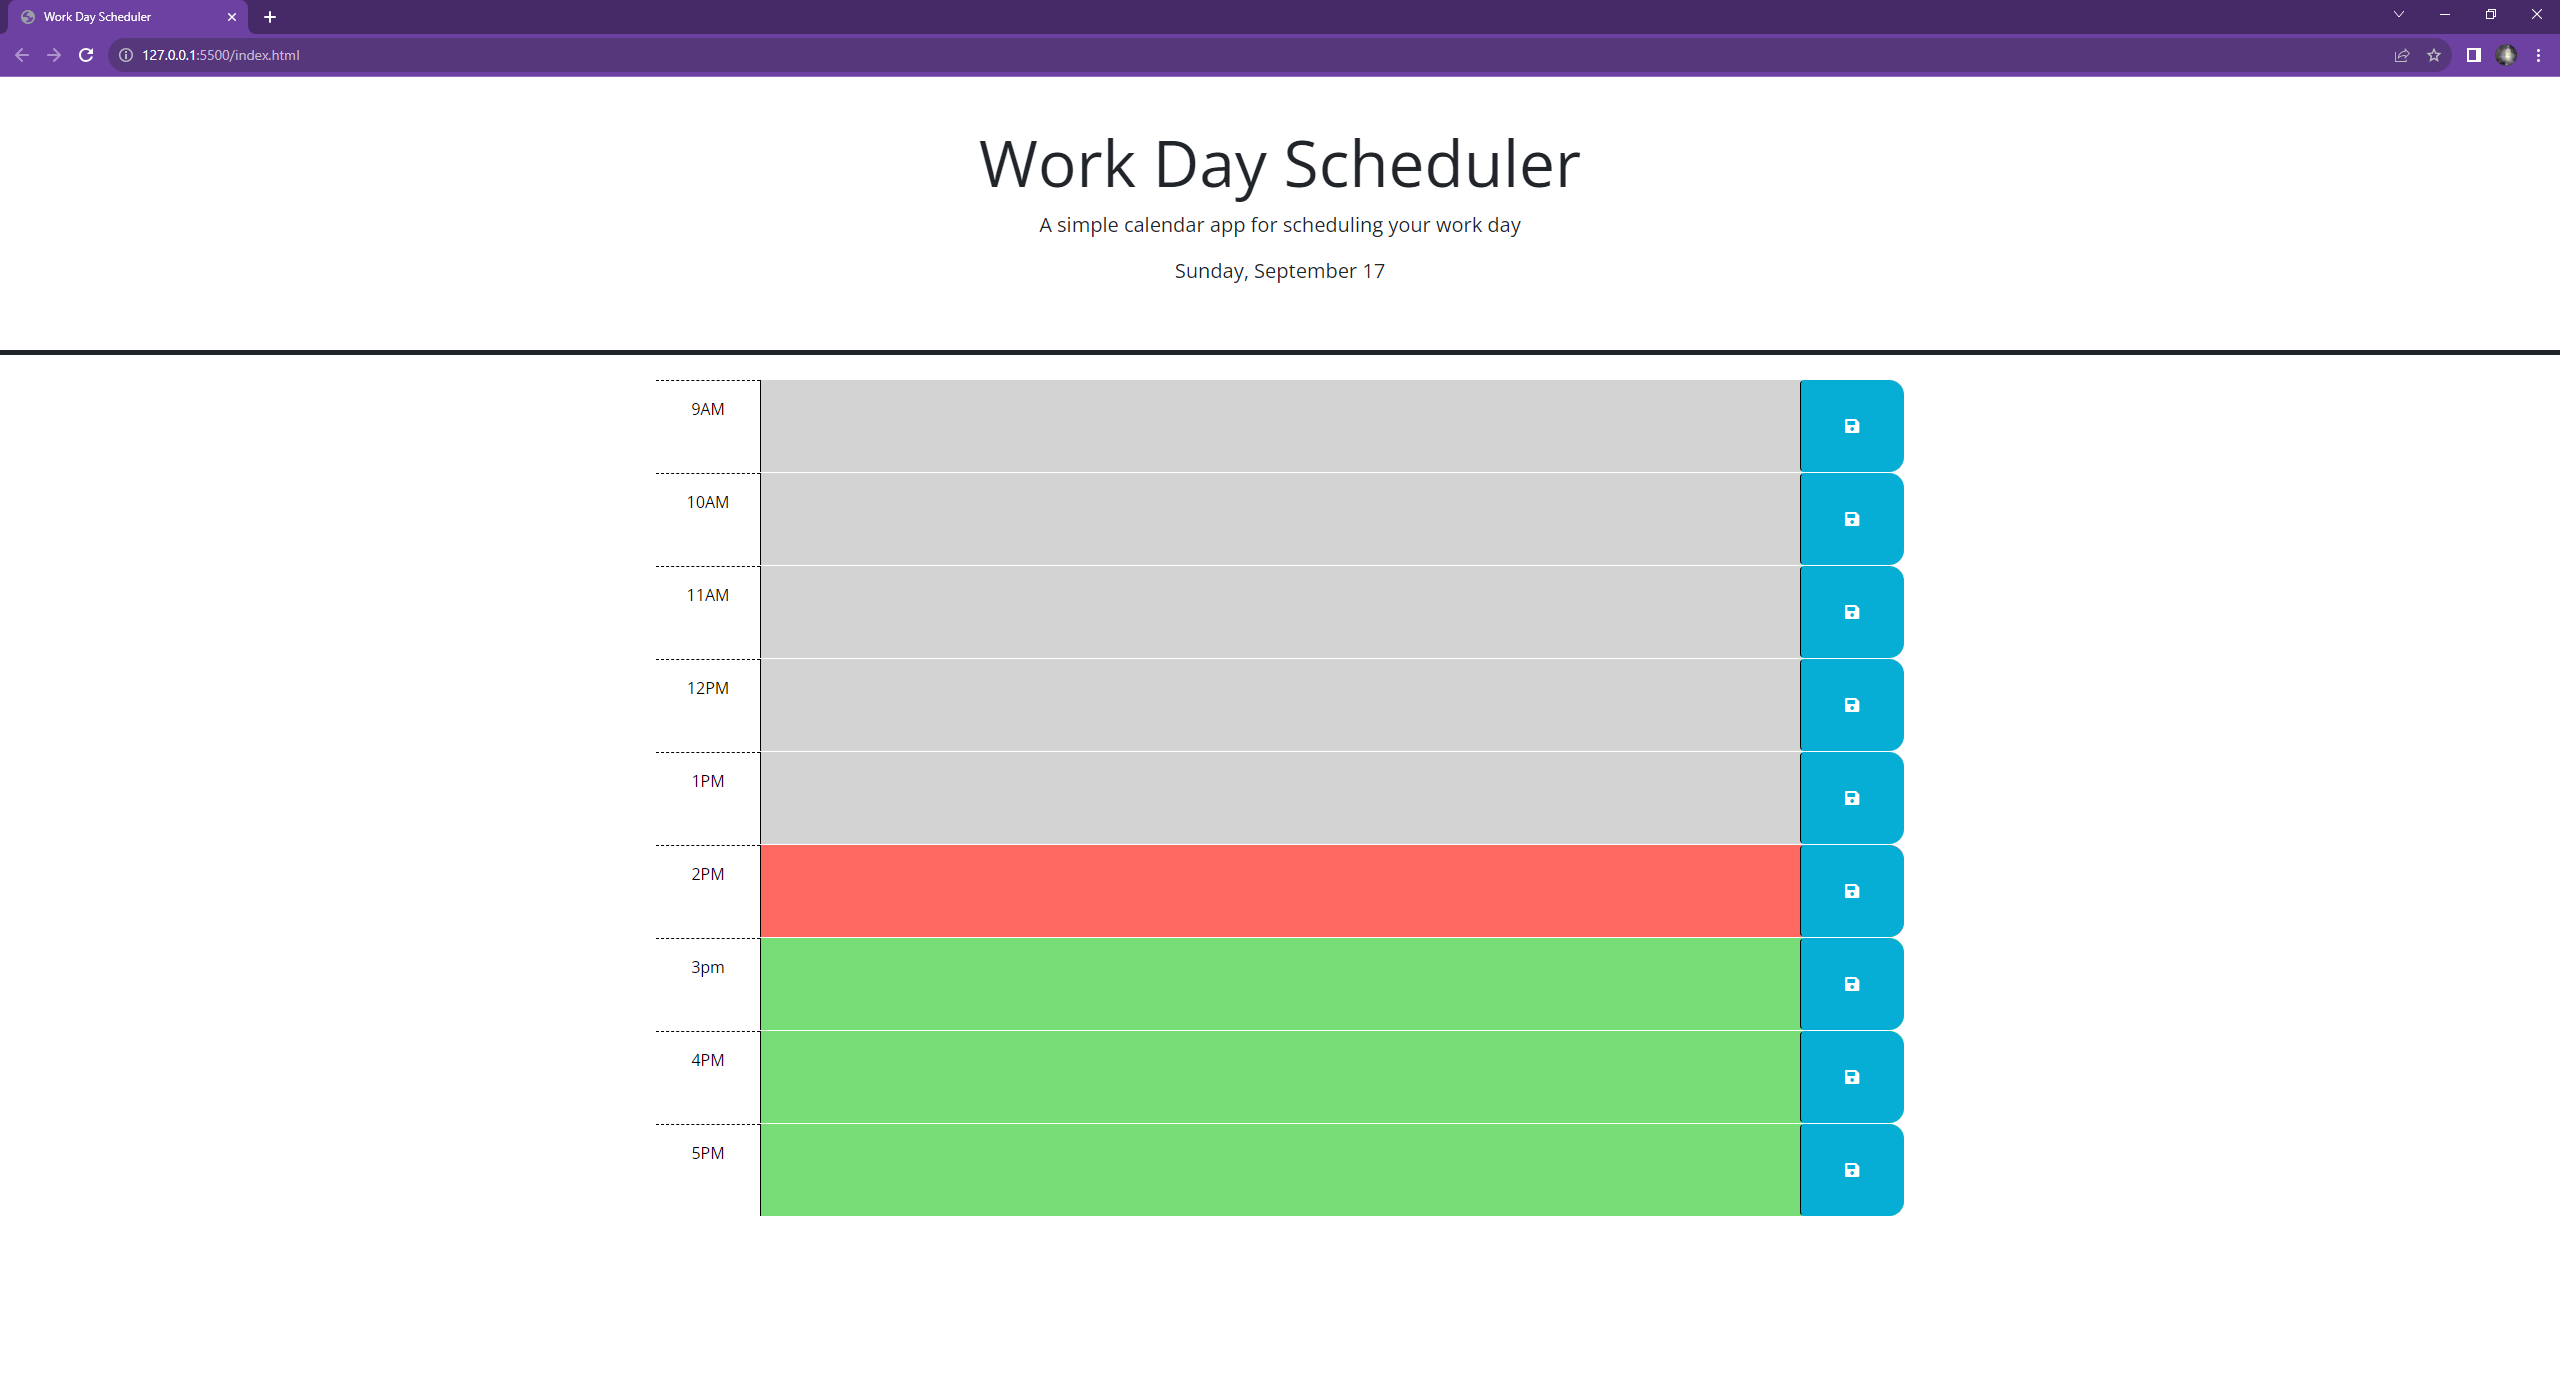 Work Day Scheduler
127.0.0.1:5500/index.html
Work Day Scheduler
A simple calendar app for scheduling your work day
Sunday, September 17
9AM
10AM
11AM
12PM
1PM
2PM
3pm
4PM
5PM